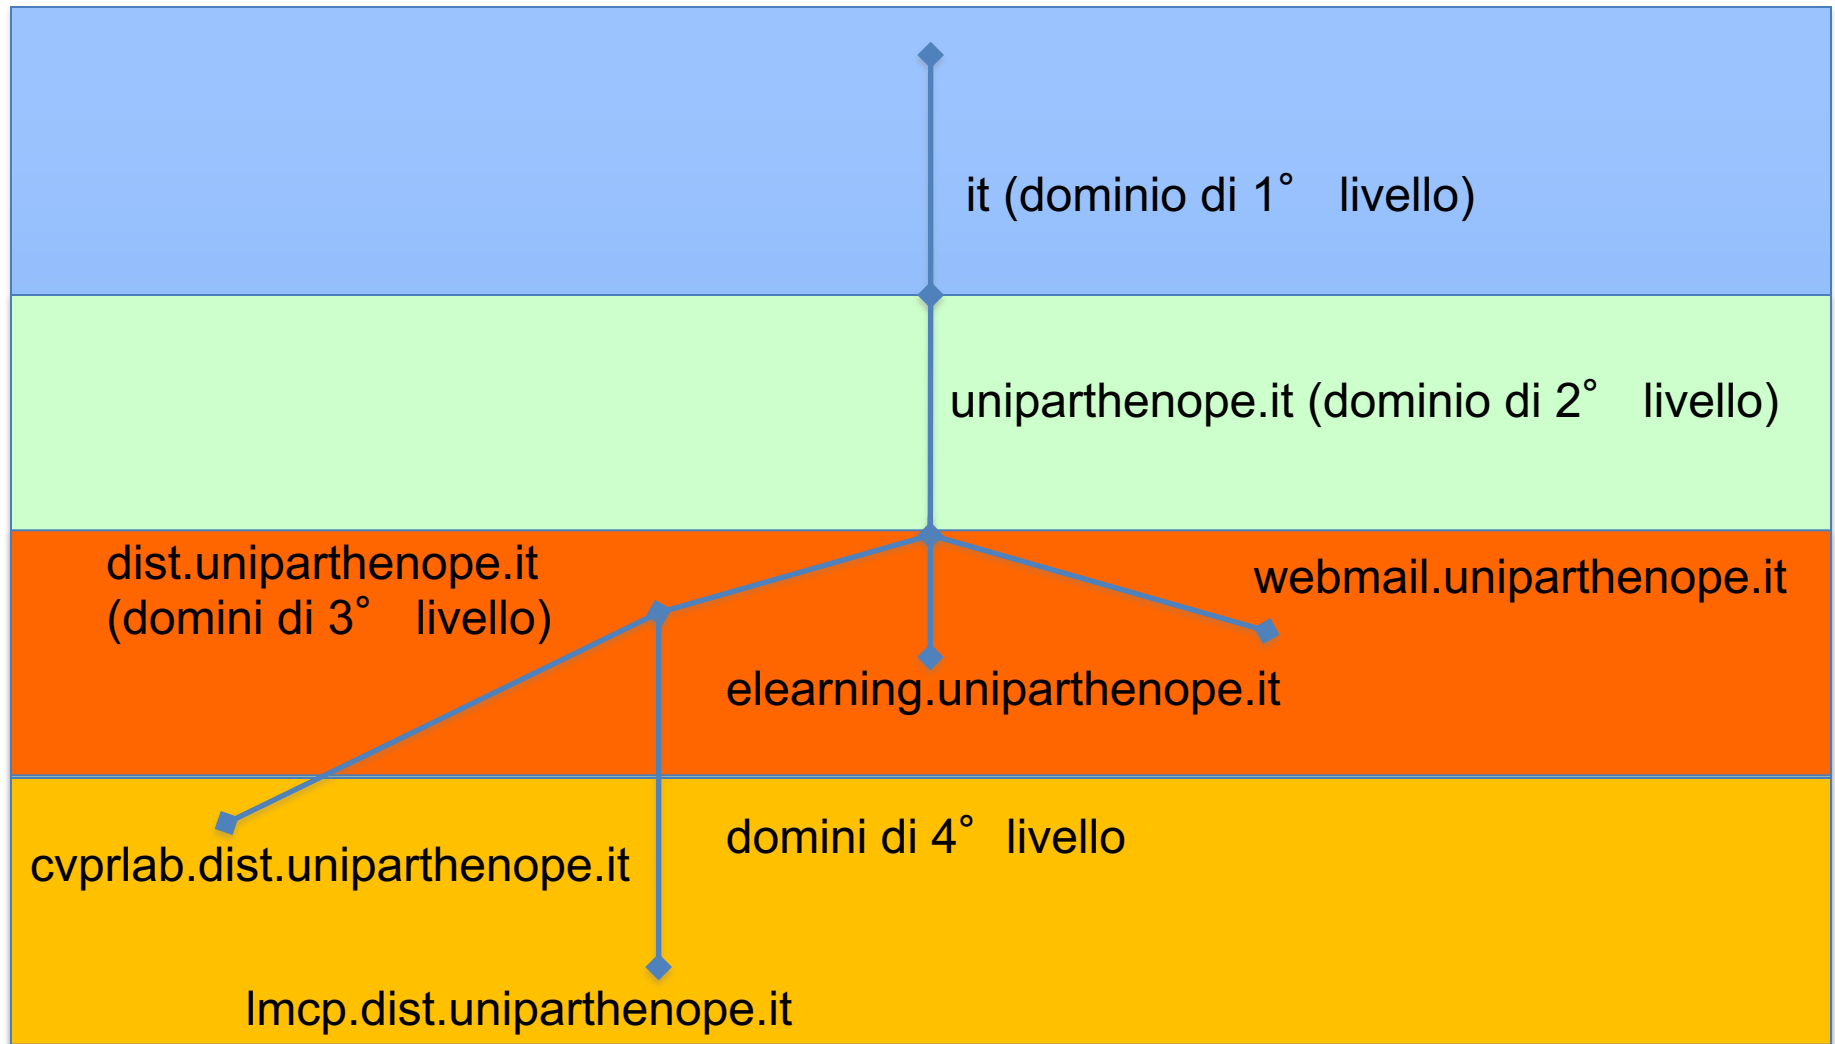 it (dominio di 1° livello)
uniparthenope.it (dominio di 2° livello)
dist.uniparthenope.it
(domini di 3° livello)
webmail.uniparthenope.it
elearning.uniparthenope.it
domini di 4° livello
cvprlab.dist.uniparthenope.it
lmcp.dist.uniparthenope.it